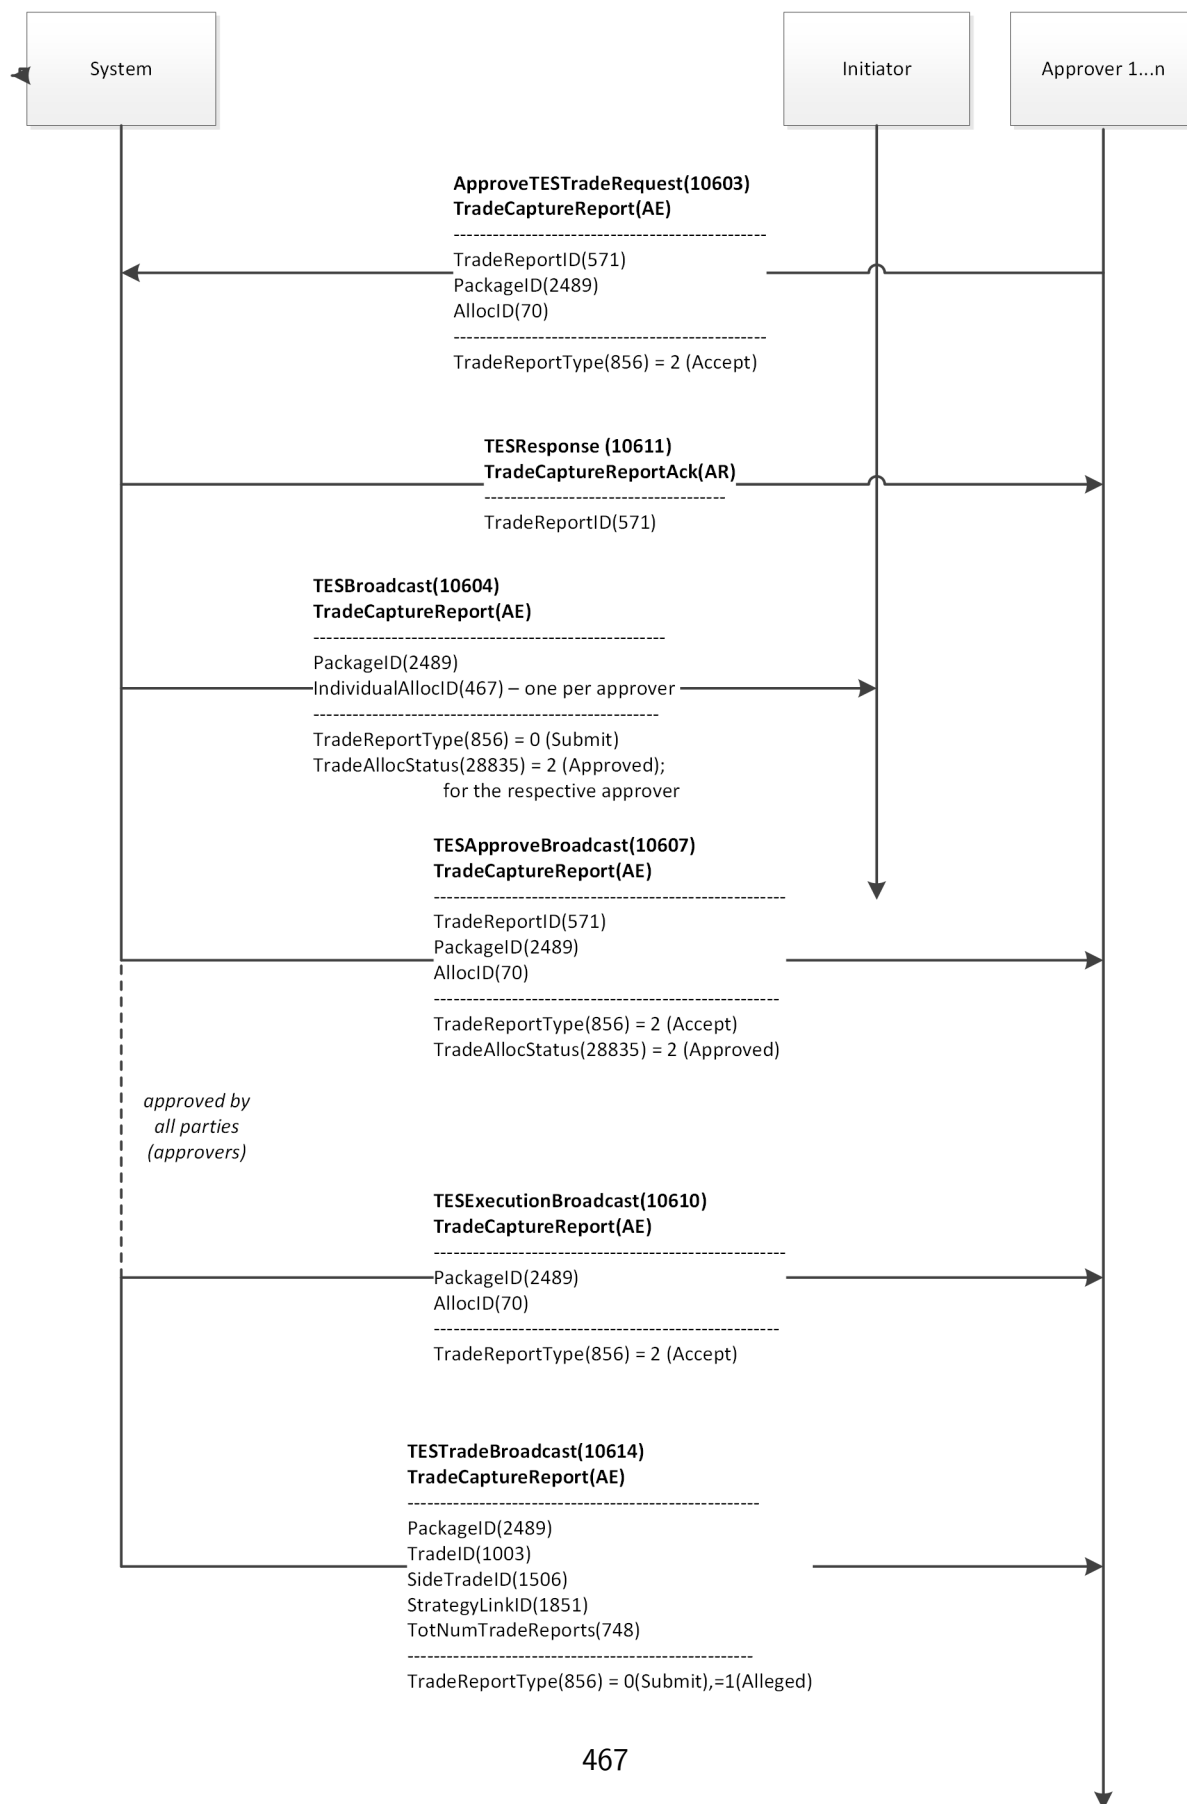 System
Initiator
Approver 1...n
ApproveTESTradeRequest(10603)
TradeCaptureReport(AE)
------------------------------------------------
TradeReportID(571)
PackageID(2489)
AllocID(70)
------------------------------------------------
TradeReportType(856) = 2 (Accept)
TESResponse (10611)
TradeCaptureReportAck(AR)
-------------------------------------
TradeReportID(571)
TESBroadcast(10604)
TradeCaptureReport(AE)
------------------------------------------------------
PackageID(2489)
IndividualAllocID(467) – one per approver
-----------------------------------------------------
TradeReportType(856) = 0 (Submit)
TradeAllocStatus(28835) = 2 (Approved);
for the respective approver
TESApproveBroadcast(10607)
TradeCaptureReport(AE)
------------------------------------------------------
TradeReportID(571)
PackageID(2489)
AllocID(70)
-----------------------------------------------------
TradeReportType(856) = 2 (Accept)
TradeAllocStatus(28835) = 2 (Approved)
approved by
all parties
(approvers)
TESExecutionBroadcast(10610)
TradeCaptureReport(AE)
------------------------------------------------------
PackageID(2489)
AllocID(70)
-----------------------------------------------------
TradeReportType(856) = 2 (Accept)
TESTradeBroadcast(10614)
TradeCaptureReport(AE)
------------------------------------------------------
PackageID(2489)
TradeID(1003)
SideTradeID(1506)
StrategyLinkID(1851)
TotNumTradeReports(748)
-----------------------------------------------------
TradeReportType(856) = 0(Submit),=1(Alleged)
467